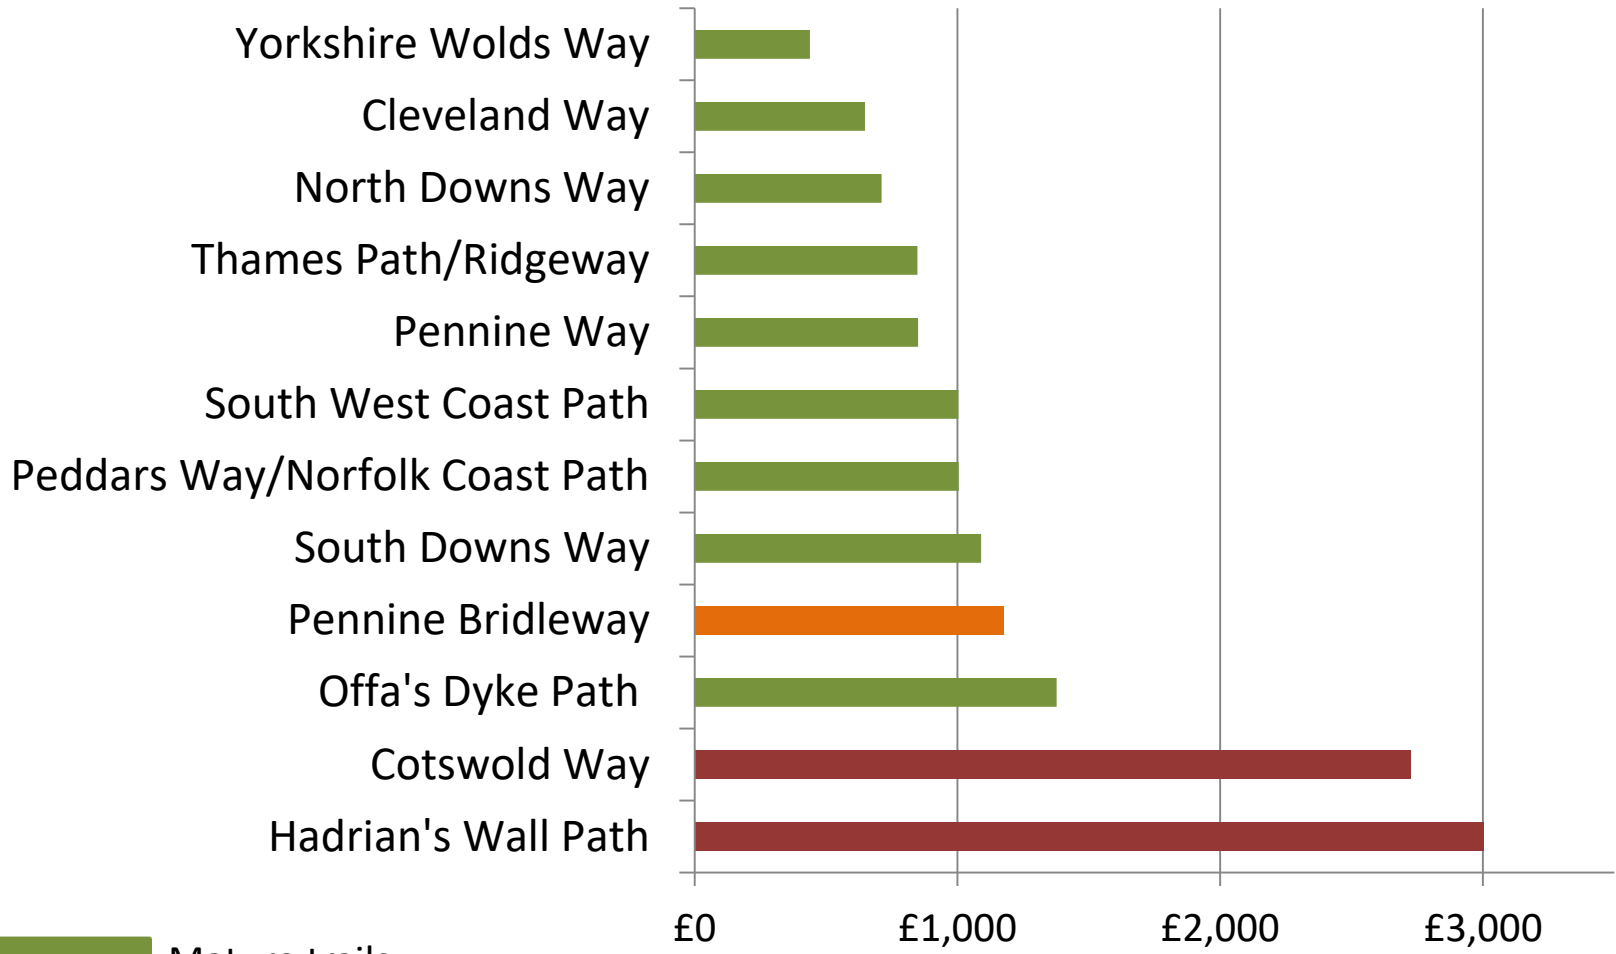 Yorkshire Wolds Way
Cleveland Way
North Downs Way
Thames Path/Ridgeway
Pennine Way
South West Coast Path
Peddars Way/Norfolk Coast Path
South Downs Way
Pennine Bridleway
Offa's Dyke Path
Cotswold Way
Hadrian's Wall Path
£0 £1,000 £2,000 £3,000
Mature trails